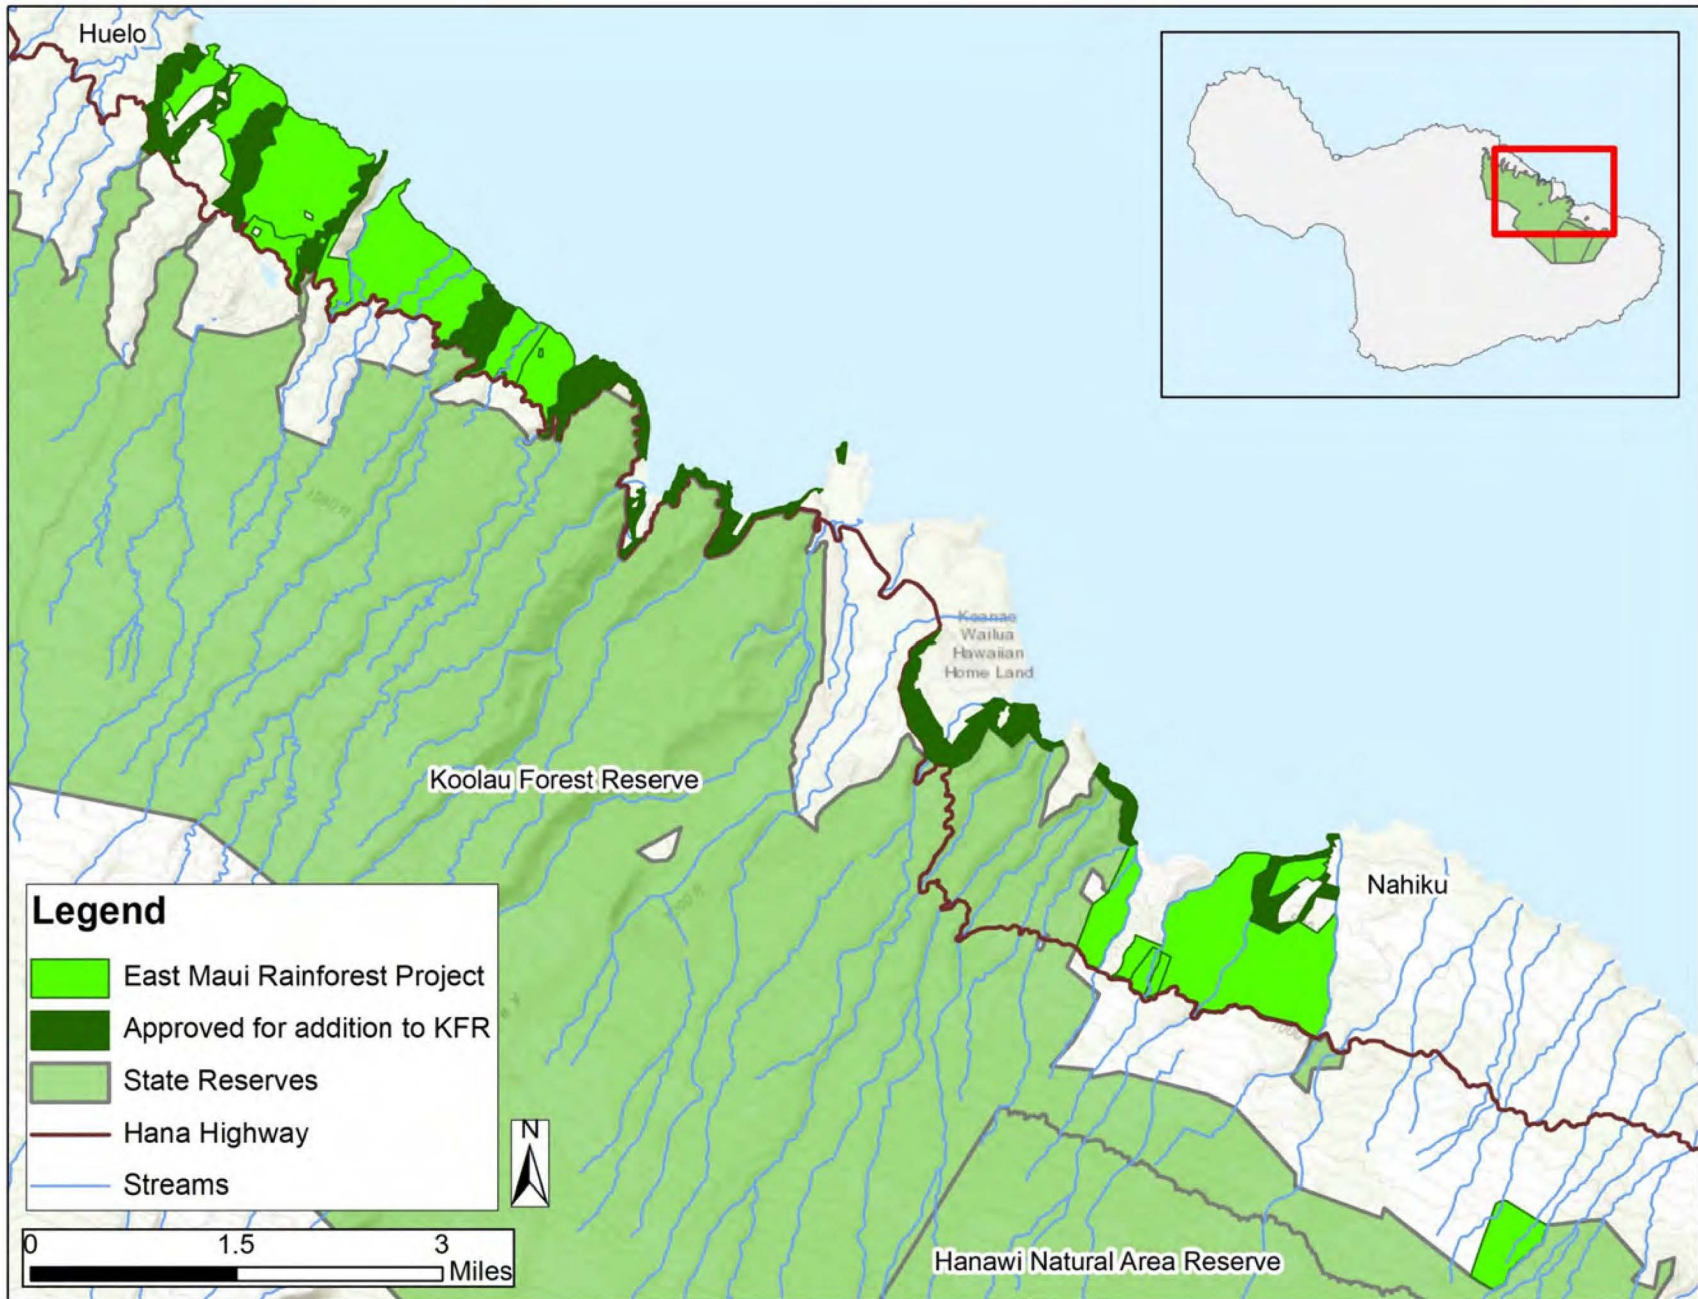 Huelo
Keanae
Wailua
Hawaiian
Home Land
Koolau Forest Reserve
Nahiku
Legend
East Maui Rainforest Project
Approved for addition to KFR
State Reserves
Hana Highway
Streams
N
0 1.5 3
Miles
Hanawi Natural Area Reserve